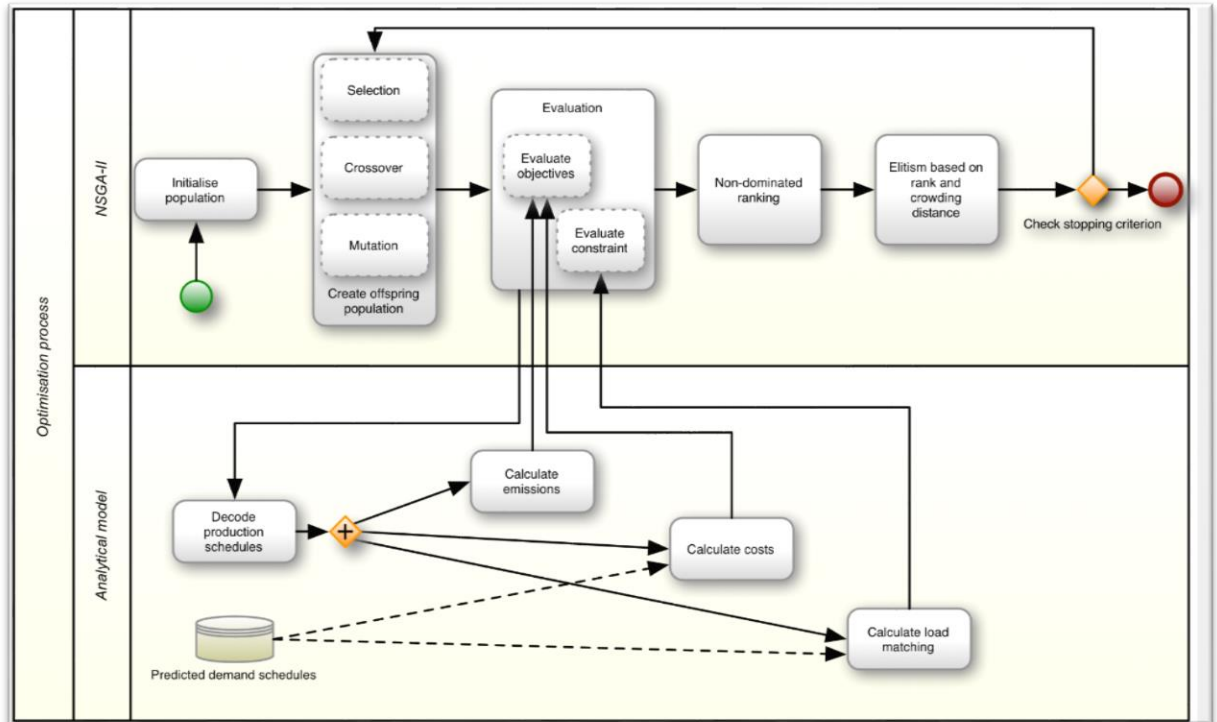 Optimisation process
NSGA-II
Initialise
population
Selection
Crossover
Mutation
Create offspring
population
Evaluation
Evaluate
objectives
Evaluate
constraint
Non-dominated
ranking
Elitism based on
rank and
crowding
distance
Check stopping criterion
Analytical model
Decode
production
schedules
Calculate
emissions
Calculate costs
Calculate load
matching
Predicted demand schedules